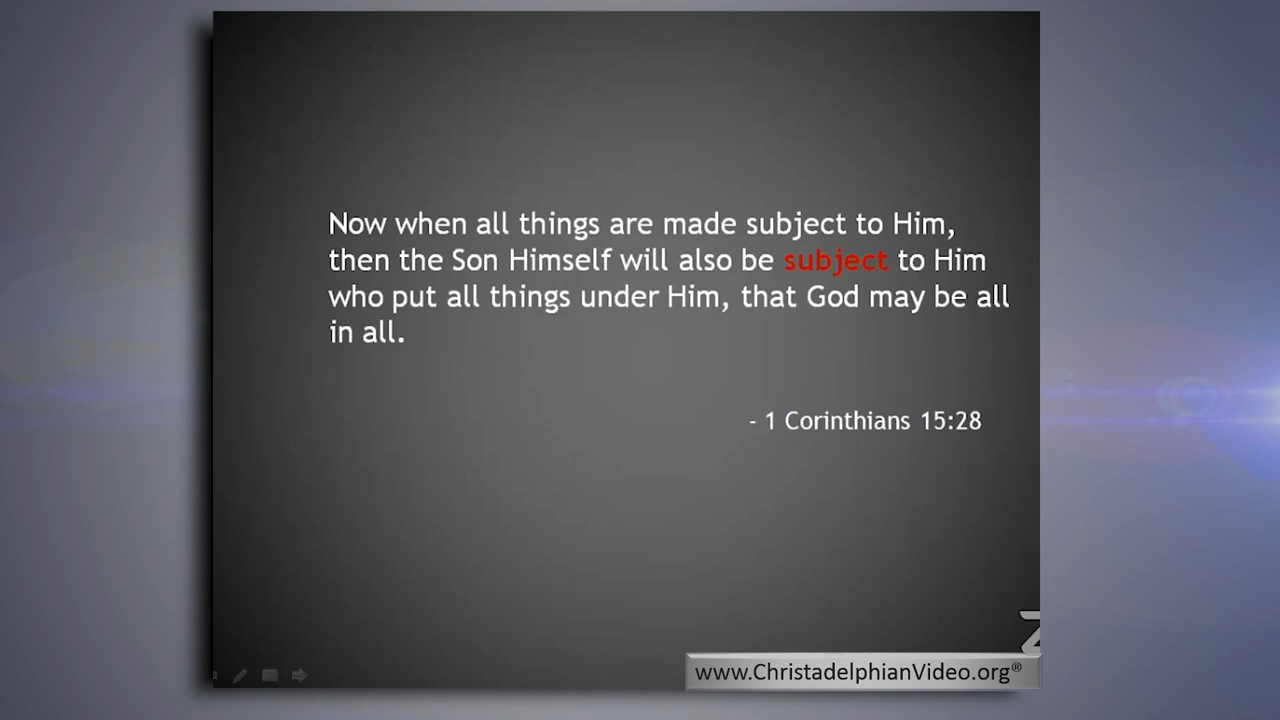 Now when all things are made subject to Him,
then the Son Himself will also be subject to Him
who put all things under Him, that God may be all
in all.
- 1 Corinthians 15:28
www.ChristadelphianVideo.org®